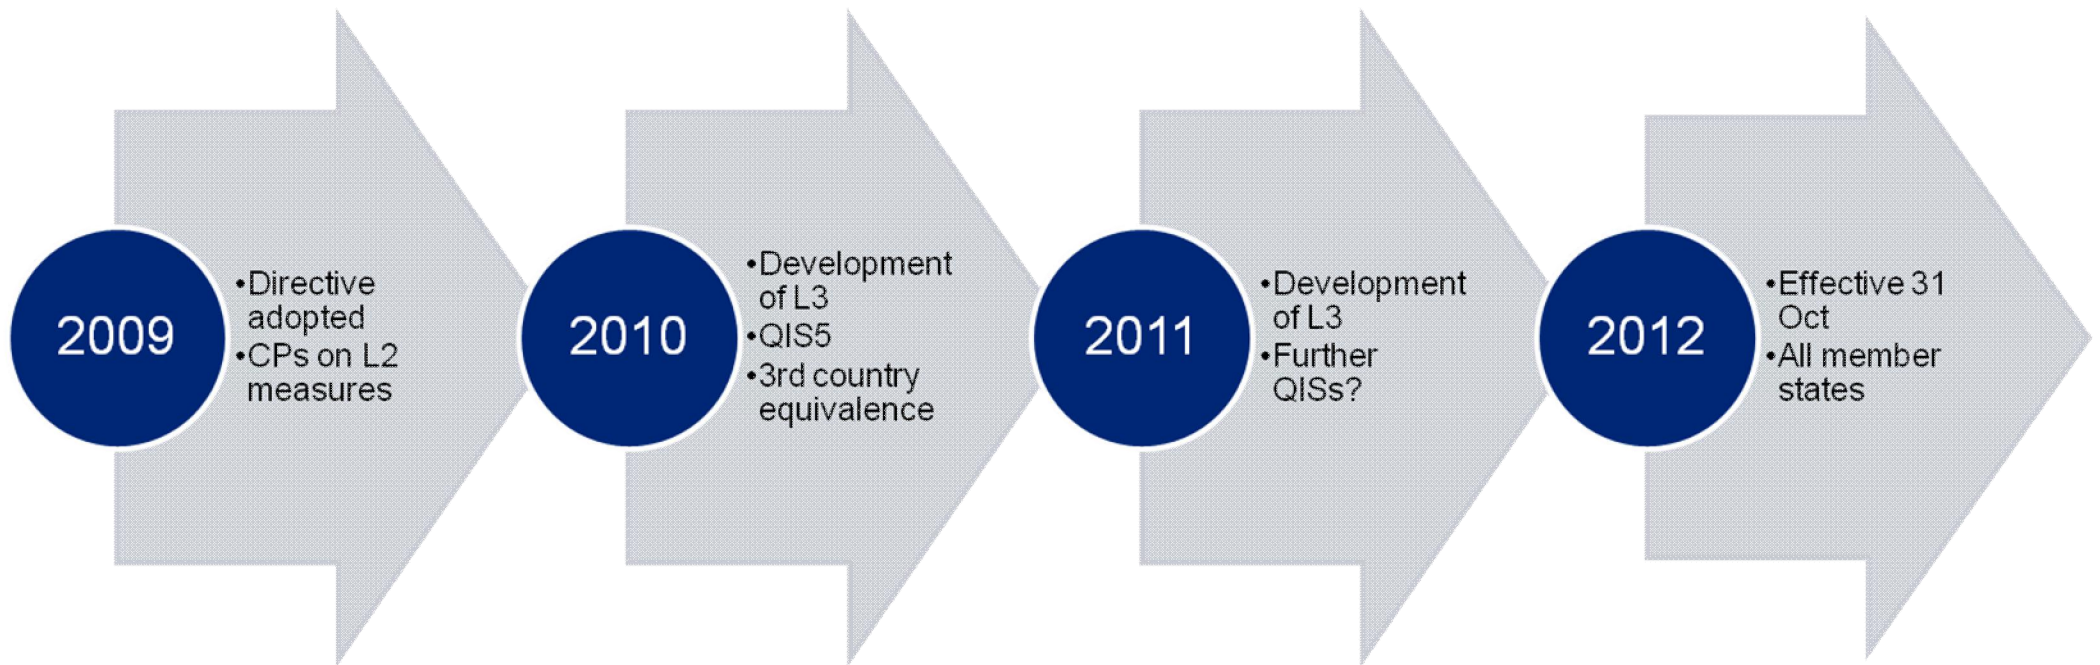 2009
•Directive
adopted
•CPs on L2
measures
2010
•Development
of L3
•QIS5
•3rd country
equivalence
2011
•Development
of L3
•Further
QISs?
2012
•Effective 31
Oct
•All member
states